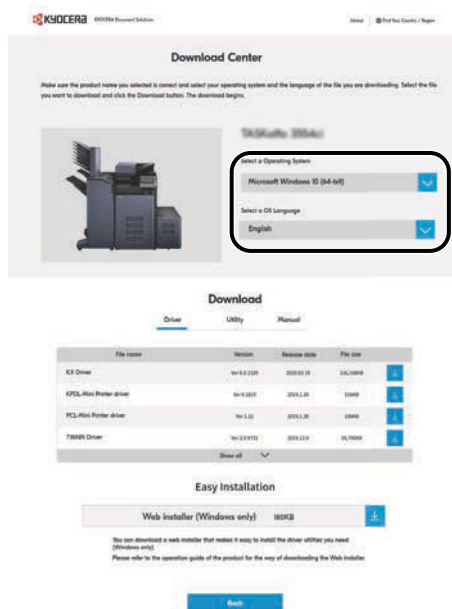 KYOCERA KYOCERA Document Solutions
Global Find Your Country / Region
Download Center
Make sure the product name you selected is correct and select your operating system and the language of the file you are downloading. Select the file
you want to download and click the Download button. The download begins.
Select a Operating System
Microsoft Windows 10 (64-bit)
Select a OS Language
English
Download
Driver Utility Manual
File name Version Release date File size
KX Driver
KPDL-Mini Printer driver
PCL-Mini Printer driver
TWAIN Driver
Show all
Easy Installation
Web installer (Windows only) 180KB
You can download a web installer that makes it easy to install the driver utilities you need
(Windows only)
Please refer to the operation guide of the product for the way of downloading the Web installer.
Back